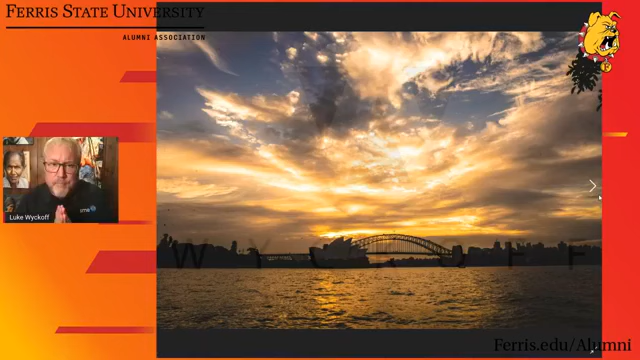 FERRIS STATE UNIVERSITY
ALUMNI ASSOCIATION
Luke Wyckoff
W Y C K O F F
Ferris.edu/Alumni